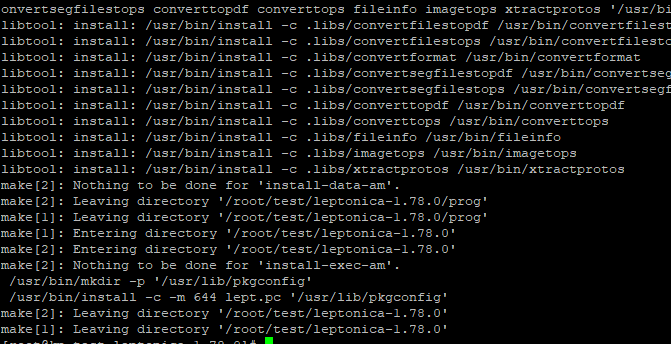 onvertsegfilestops converttopdf converttops fileinfo imagetops xtractprotos '/usr/bi
libtool: install: /usr/bin/install -c .libs/convertfilestopdf /usr/bin/convertfilest
libtool: install: /usr/bin/install -c .libs/convertfilestops /usr/bin/convertfilesto
libtool: install: /usr/bin/install -c .libs/convertformat /usr/bin/convertformat
libtool: install: /usr/bin/install -c .libs/convertsegfilestopdf /usr/bin/convertseg
libtool: install: /usr/bin/install -c .libs/convertsegfilestops /usr/bin/convertsegf
libtool: install: /usr/bin/install -c .libs/converttopdf /usr/bin/converttopdf
libtool: install: /usr/bin/install -c .libs/converttops /usr/bin/converttops
libtool: install: /usr/bin/install -c .libs/fileinfo /usr/bin/fileinfo
libtool: install: /usr/bin/install -c .libs/imagetops /usr/bin/imagetops
libtool: install: /usr/bin/install -c .libs/xtractprotos /usr/bin/xtractprotos
make[2]: Nothing to be done for 'install-data-am'.
make[2]: Leaving directory '/root/test/leptonica-1.78.0/prog'
make[1]: Leaving directory '/root/test/leptonica-1.78.0/prog'
make[1]: Entering directory '/root/test/leptonica-1.78.0'
make[2]: Entering directory '/root/test/leptonica-1.78.0'
make[2]: Nothing to be done for 'install-exec-am'.
/usr/bin/mkdir -p '/usr/lib/pkgconfig'
/usr/bin/install -c -m 644 lept.pc '/usr/lib/pkgconfig'
make[2]: Leaving directory '/root/test/leptonica-1.78.0'
make[1]: Leaving directory '/root/test/leptonica-1.78.0'